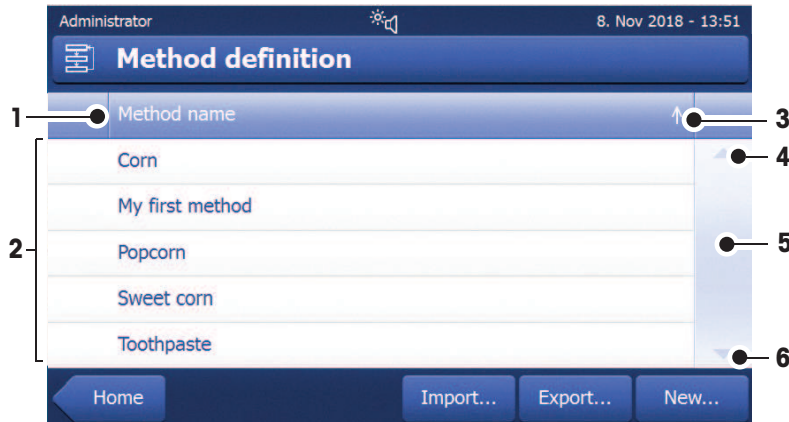 Administrator 8. Nov 2018 - 13:51
Method definition
1 Method name 3
4
Corn
My first method
2 Popcorn 5
Sweet corn
Toothpaste 6
Home Import... Export... New...